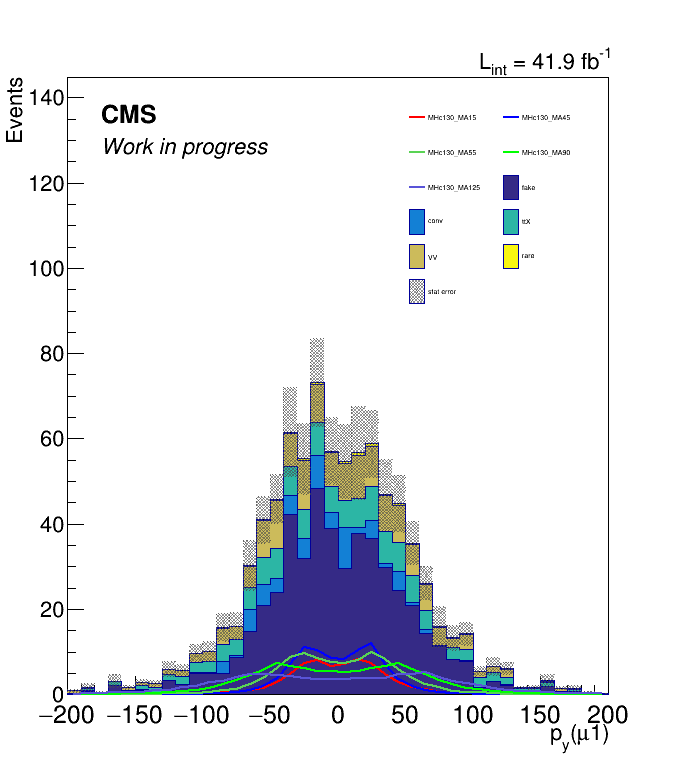 L_int = 41.9 fb^-1
Events
CMS
Work in progress
MHc130_MA15
MHc130_MA45
MHc130_MA55
MHc130_MA90
MHc130_MA125
fake
conv
ttX
VV
rare
stat error
140
120
100
80
60
40
20
0
−200 −150 −100 −50 0 50 100 150 200
p_y(μ1)